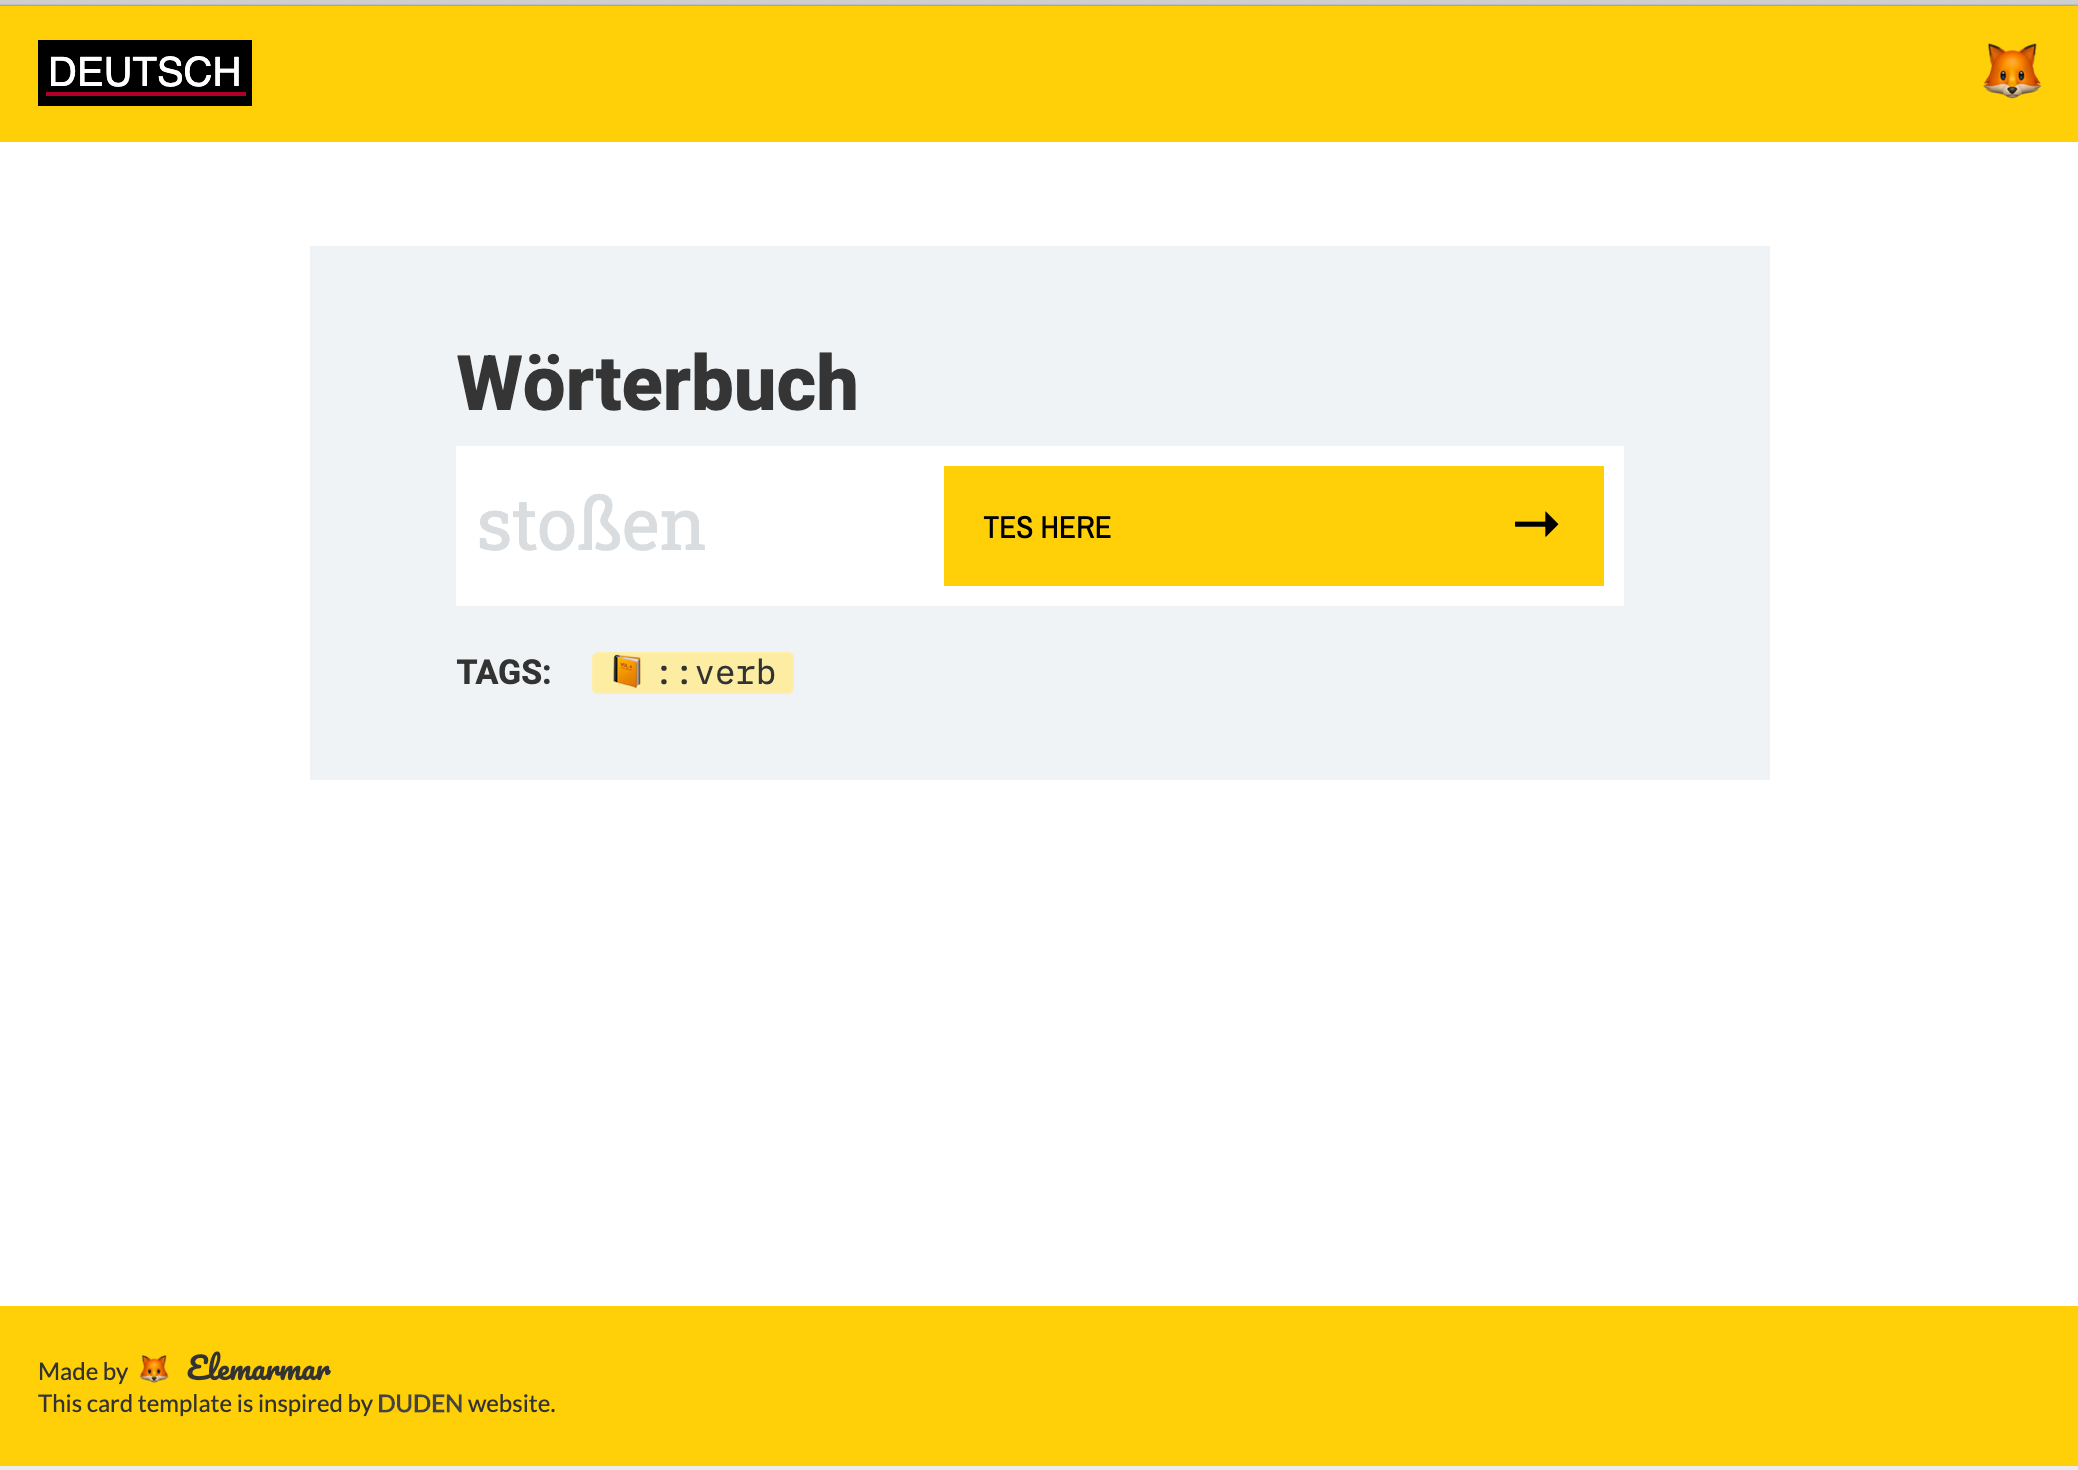 DEUTSCH
Wörterbuch
stoßen
TES HERE
TAGS: ::verb
Made by Elemarmar
This card template is inspired by DUDEN website.